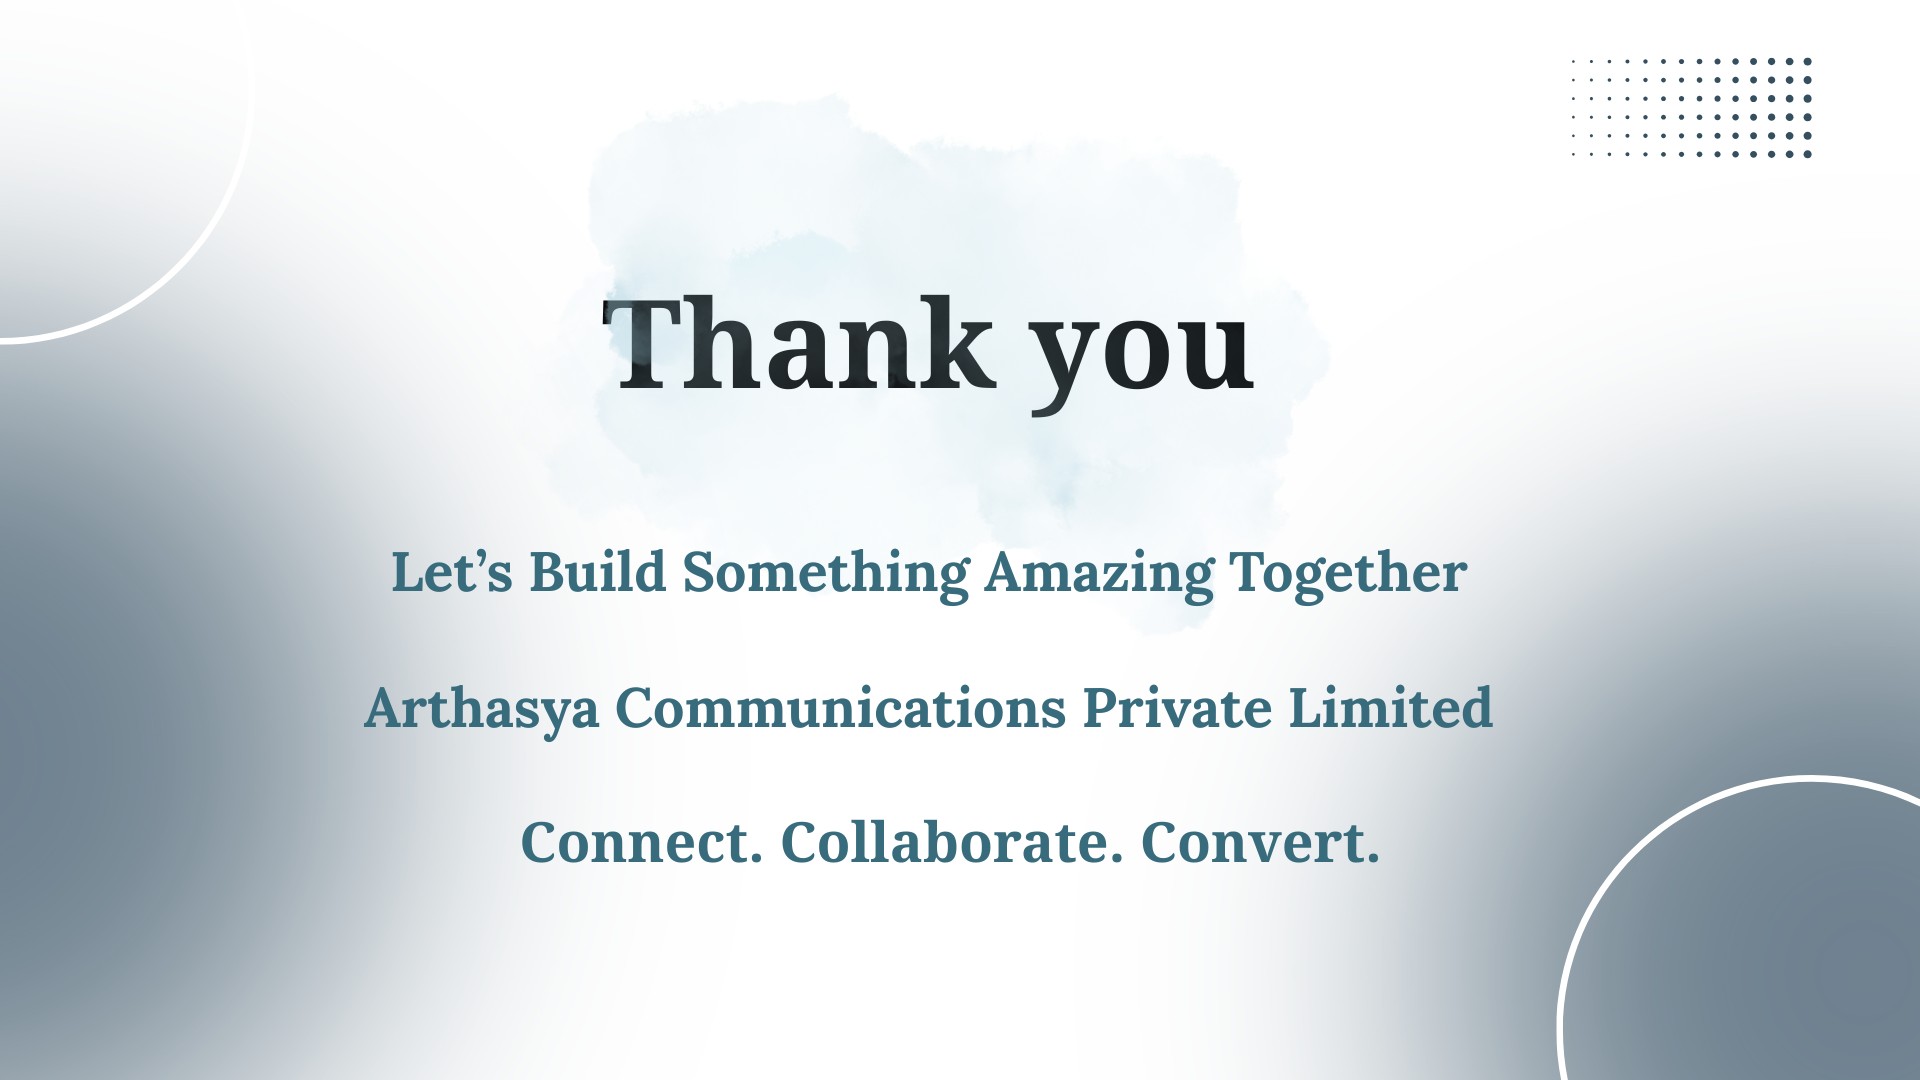 Thank you
Let’s Build Something Amazing Together
Arthasya Communications Private Limited
Connect. Collaborate. Convert.